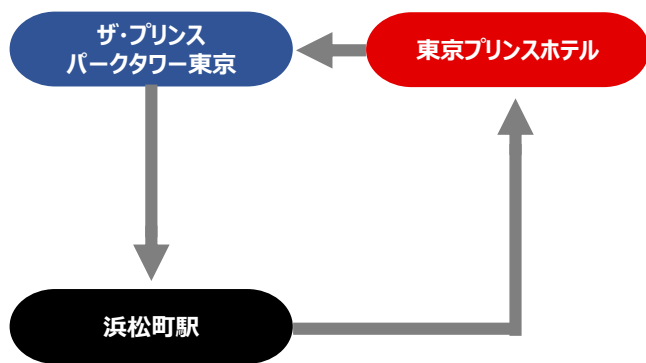 ザ・プリンス
パークタワー東京
東京プリンスホテル
浜松町駅